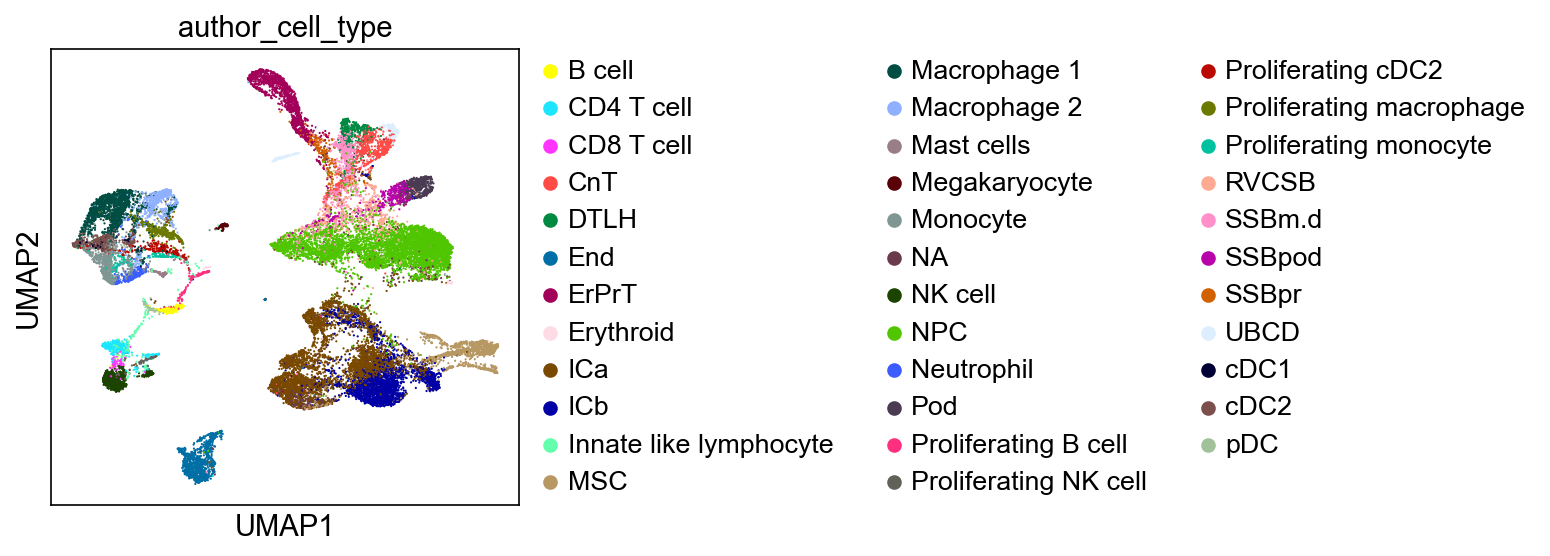 author_cell_type
UMAP2
UMAP1
B cell
CD4 T cell
CD8 T cell
CnT
DTLH
End
ErPrT
Erythroid
ICa
ICb
Innate like lymphocyte
MSC
Macrophage 1
Macrophage 2
Mast cells
Megakaryocyte
Monocyte
NA
NK cell
NPC
Neutrophil
Pod
Proliferating B cell
Proliferating NK cell
Proliferating cDC2
Proliferating macrophage
Proliferating monocyte
RVCSB
SSBm.d
SSBpod
SSBpr
UBCD
cDC1
cDC2
pDC